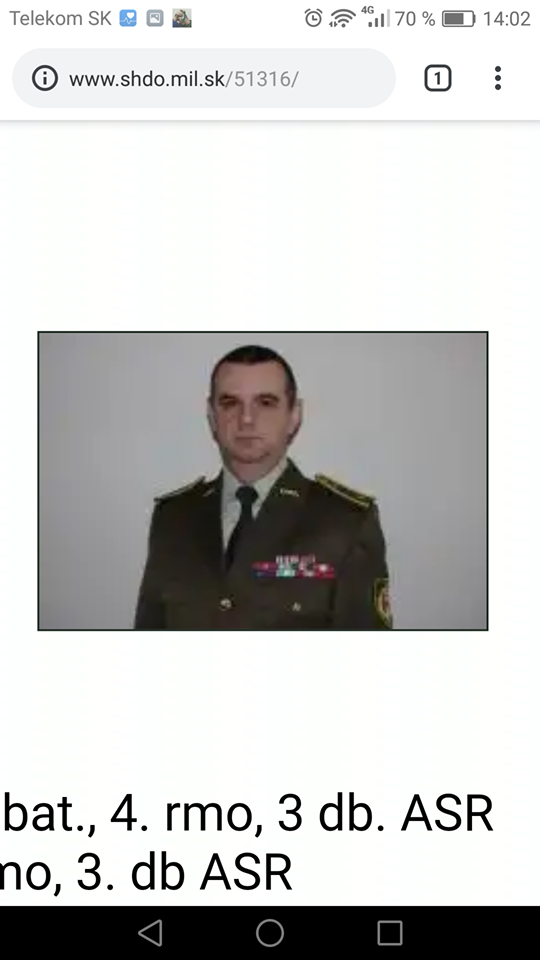 Telekom SK 4G 70 % 14:02
www.shdo.mil.sk/51316/ 1
bat., 4. rmo, 3 db. ASR
mo, 3. db ASR